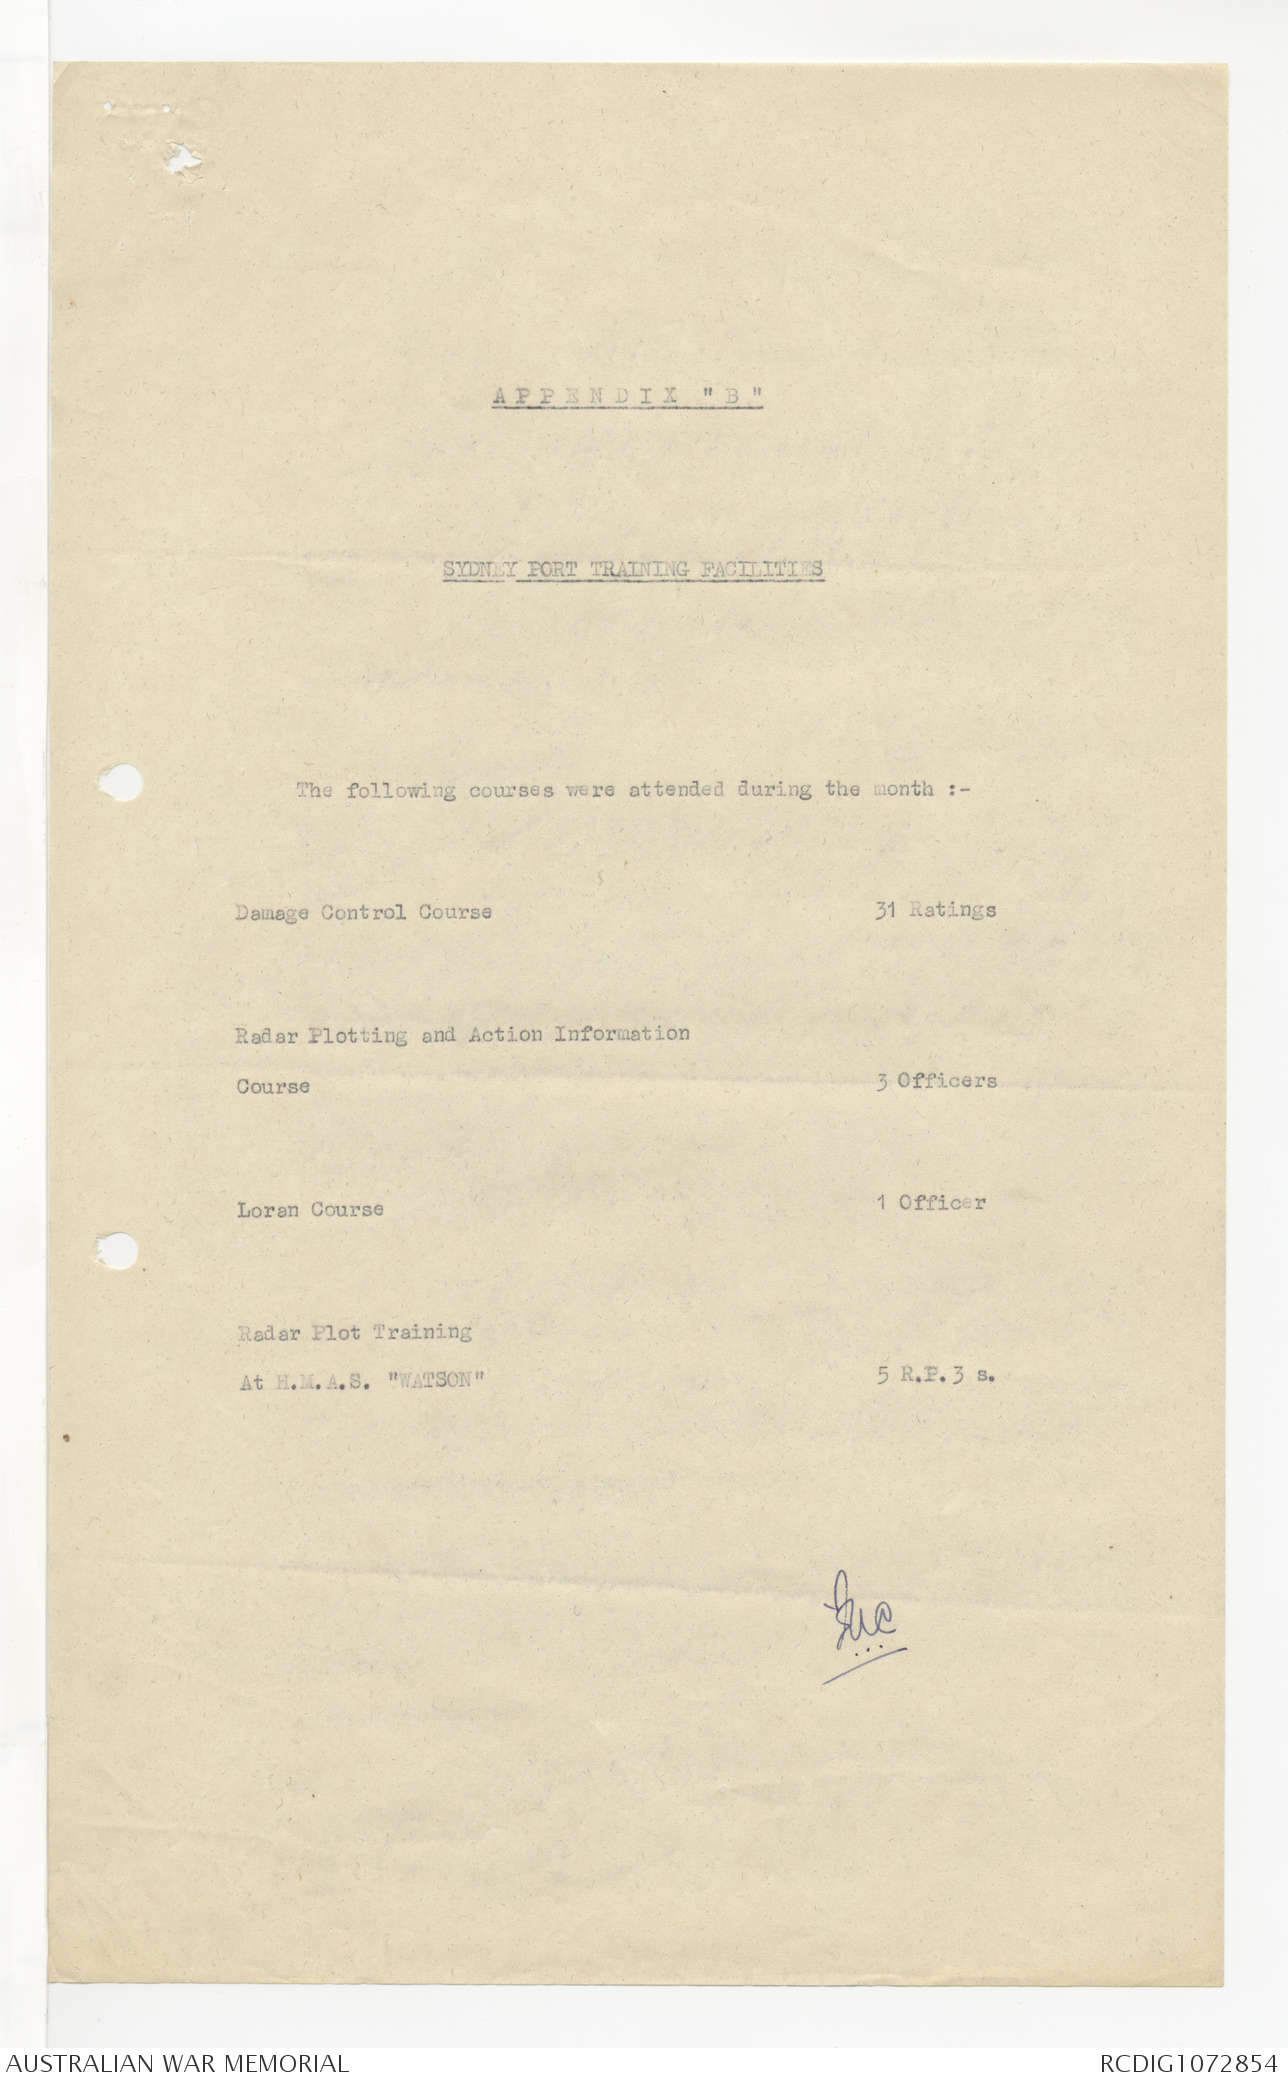 A P P E N D I X  " B "
SYDNEY PORT TRAINING FACILITIES
The following courses were attended during the month :-
Damage Control Course 31 Ratings
Radar Plotting and Action Information
Course 3 Officers
Loran Course 1 Officer
Radar Plot Training
At H.M.A.S. "WATSON" 5 R.P.3 s.
AUSTRALIAN WAR MEMORIAL RCDIG1072854